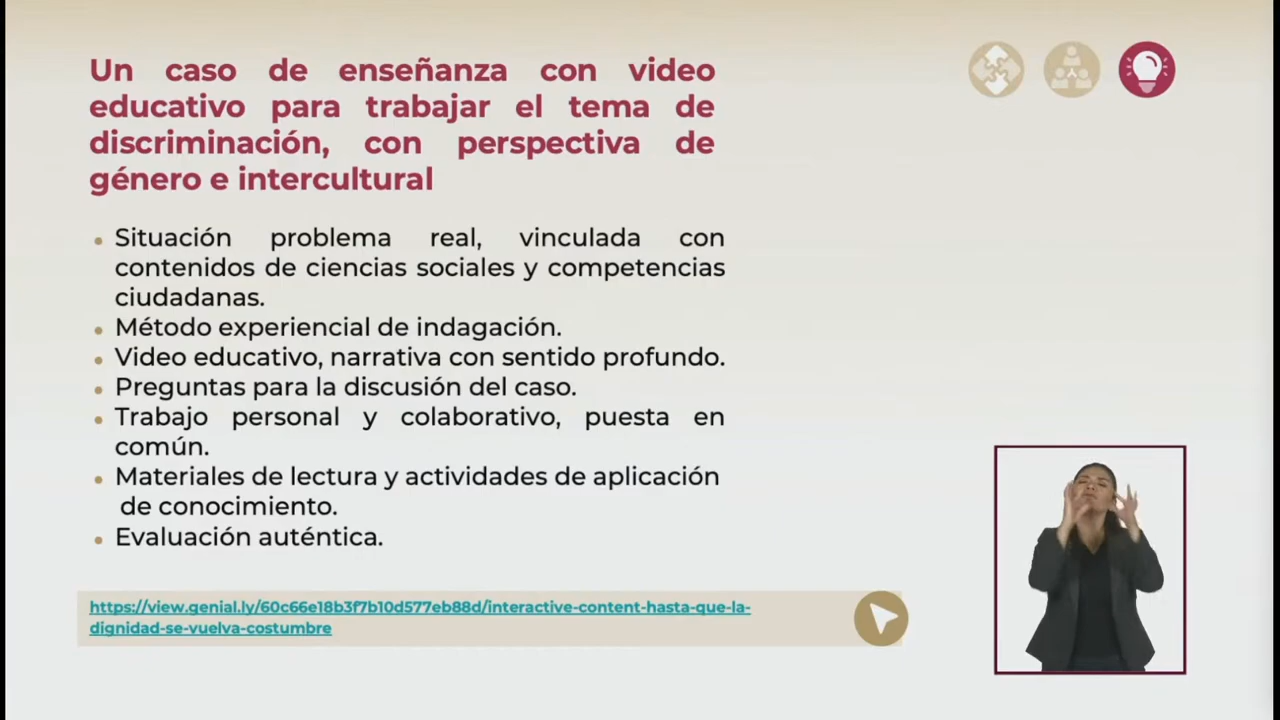 Un caso de enseñanza con video
educativo para trabajar el tema de
discriminación, con perspectiva de
género e intercultural
Situación problema real, vinculada con
contenidos de ciencias sociales y competencias
ciudadanas.
Método experiencial de indagación.
Video educativo, narrativa con sentido profundo.
Preguntas para la discusión del caso.
Trabajo personal y colaborativo, puesta en
común.
Materiales de lectura y actividades de aplicación
de conocimiento.
Evaluación auténtica.
https://view.genial.ly/60c66e18b3f7b10d577eb88d/interactive-content-hasta-que-la-
dignidad-se-vuelva-costumbre